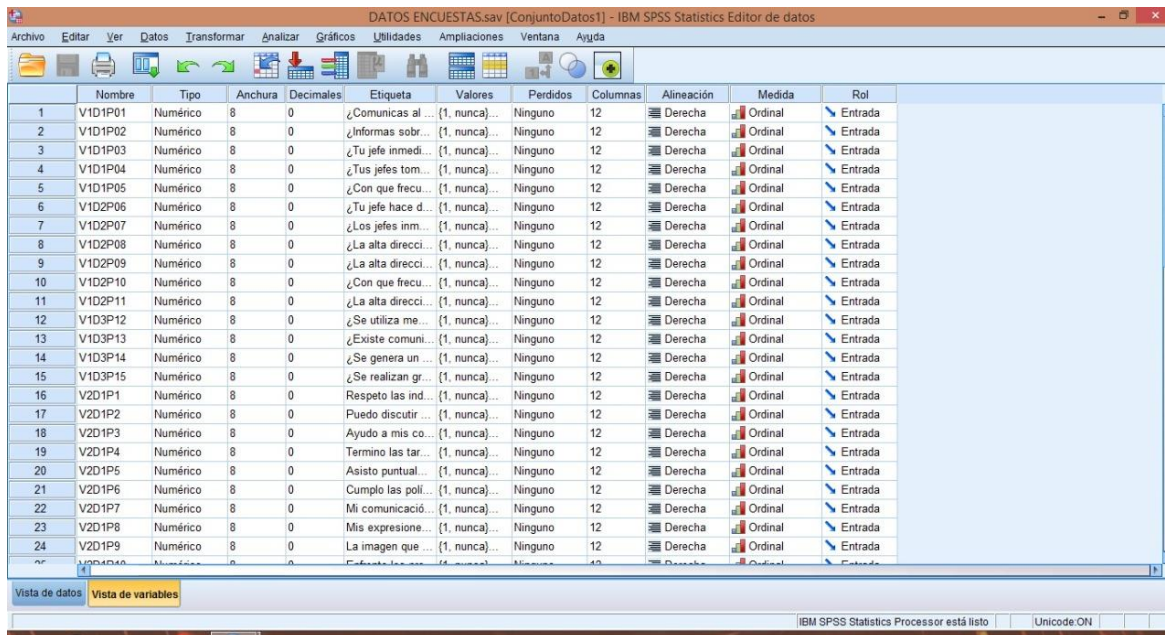 DATOS ENCUESTAS.sav [ConjuntoDatos1] - IBM SPSS Statistics Editor de datos
Archivo Editar Ver Datos Transformar Analizar Gráficos Utilidades Ampliaciones Ventana Ayuda
Nombre Tipo Anchura Decimales Etiqueta Valores Perdidos Columnas Alineación Medida Rol
1 V1D1P01 Numérico 8 0 ¿Comunicas al ... {1, nunca}... Ninguno 12 Derecha Ordinal Entrada
2 V1D1P02 Numérico 8 0 ¿Informas sobr... {1, nunca}... Ninguno 12 Derecha Ordinal Entrada
3 V1D1P03 Numérico 8 0 ¿Tu jefe inmedi... {1, nunca}... Ninguno 12 Derecha Ordinal Entrada
4 V1D1P04 Numérico 8 0 ¿Tus jefes tom... {1, nunca}... Ninguno 12 Derecha Ordinal Entrada
5 V1D1P05 Numérico 8 0 ¿Con que frecu... {1, nunca}... Ninguno 12 Derecha Ordinal Entrada
6 V1D2P06 Numérico 8 0 ¿Tu jefe hace d... {1, nunca}... Ninguno 12 Derecha Ordinal Entrada
7 V1D2P07 Numérico 8 0 ¿Los jefes inm... {1, nunca}... Ninguno 12 Derecha Ordinal Entrada
8 V1D2P08 Numérico 8 0 ¿La alta direcci... {1, nunca}... Ninguno 12 Derecha Ordinal Entrada
9 V1D2P09 Numérico 8 0 ¿La alta direcci... {1, nunca}... Ninguno 12 Derecha Ordinal Entrada
10 V1D2P10 Numérico 8 0 ¿Con que frecu... {1, nunca}... Ninguno 12 Derecha Ordinal Entrada
11 V1D2P11 Numérico 8 0 ¿La alta direcci... {1, nunca}... Ninguno 12 Derecha Ordinal Entrada
12 V1D3P12 Numérico 8 0 ¿Se utiliza me... {1, nunca}... Ninguno 12 Derecha Ordinal Entrada
13 V1D3P13 Numérico 8 0 ¿Existe comuni... {1, nunca}... Ninguno 12 Derecha Ordinal Entrada
14 V1D3P14 Numérico 8 0 ¿Se genera un ... {1, nunca}... Ninguno 12 Derecha Ordinal Entrada
15 V1D3P15 Numérico 8 0 ¿Se realizan gr... {1, nunca}... Ninguno 12 Derecha Ordinal Entrada
16 V2D1P1 Numérico 8 0 Respeto las ind... {1, nunca}... Ninguno 12 Derecha Ordinal Entrada
17 V2D1P2 Numérico 8 0 Puedo discutir ... {1, nunca}... Ninguno 12 Derecha Ordinal Entrada
18 V2D1P3 Numérico 8 0 Ayudo a mis co... {1, nunca}... Ninguno 12 Derecha Ordinal Entrada
19 V2D1P4 Numérico 8 0 Termino las tar... {1, nunca}... Ninguno 12 Derecha Ordinal Entrada
20 V2D1P5 Numérico 8 0 Asisto puntual... {1, nunca}... Ninguno 12 Derecha Ordinal Entrada
21 V2D1P6 Numérico 8 0 Cumplo las polí... {1, nunca}... Ninguno 12 Derecha Ordinal Entrada
22 V2D1P7 Numérico 8 0 Mi comunicació... {1, nunca}... Ninguno 12 Derecha Ordinal Entrada
23 V2D1P8 Numérico 8 0 Mis expresione... {1, nunca}... Ninguno 12 Derecha Ordinal Entrada
24 V2D1P9 Numérico 8 0 La imagen que ... {1, nunca}... Ninguno 12 Derecha Ordinal Entrada
Vista de datos Vista de variables
IBM SPSS Statistics Processor está listo Unicode:ON